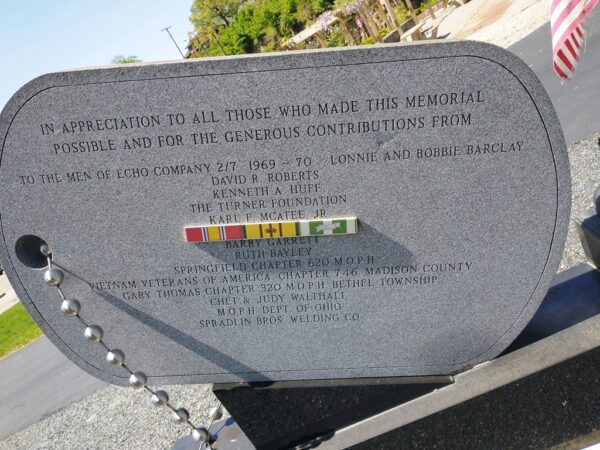 IN APPRECIATION TO ALL THOSE WHO MADE THIS MEMORIAL
POSSIBLE AND FOR THE GENEROUS CONTRIBUTIONS FROM.
TO THE MEN OF ECHO COMPANY 2/7 1969 - 70 LONNIE AND BOBBIE BARCLAY
DAVID R. ROBERTS
KENNETH A. HUFF
THE TURNER FOUNDATION
KARL F. MCATEE, JR.
BARRY GARRETT
RUTH BAYLEY
SPRINGFIELD CHAPTER 620 M.O.P.H.
VIETNAM VETERANS OF AMERICA, CHAPTER 746, MADISON COUNTY
GARY THOMAS CHAPTER 320 M.O.P.H. BETHEL TOWNSHIP
CHET & JUDY WALTHALL
M.O.P.H. DEPT. OF OHIO
SPRADLIN BROS. WELDING CO.